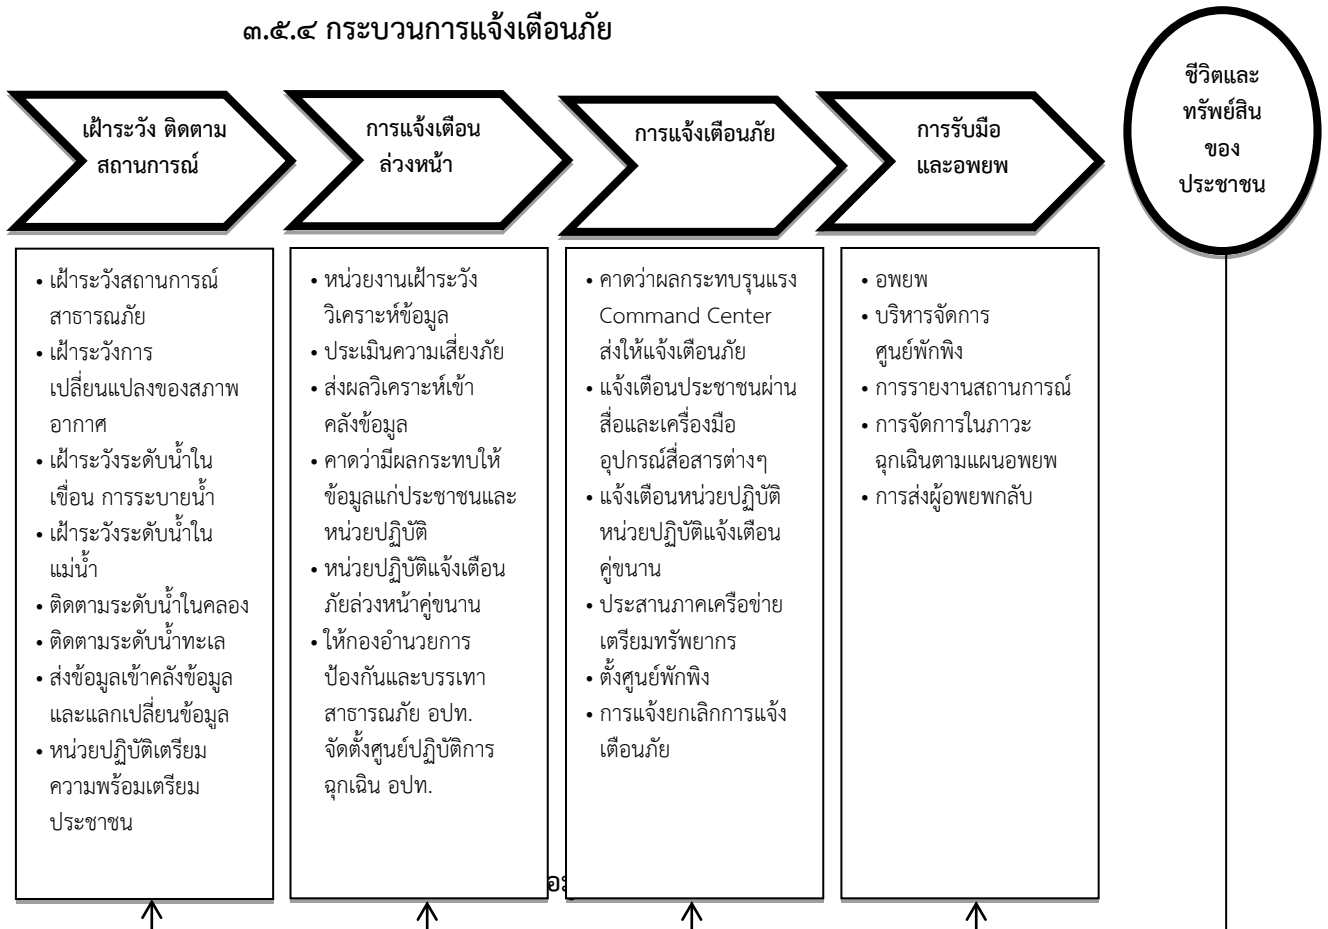 ๓.๕.๔ กระบวนการแจ้งเตือนภัย
เฝ้าระวัง ติดตาม
สถานการณ์
การแจ้งเตือน
ล่วงหน้า
การแจ้งเตือนภัย
การรับมือ
และอพยพ
ชีวิตและ
ทรัพย์สิน
ของ
ประชาชน
• เฝ้าระวังสถานการณ์
สาธารณภัย
• เฝ้าระวังการ
เปลี่ยนแปลงของสภาพ
อากาศ
• เฝ้าระวังระดับน้ำใน
เขื่อน การระบายน้ำ
• เฝ้าระวังระดับน้ำใน
แม่น้ำ
• ติดตามระดับน้ำในคลอง
• ติดตามระดับน้ำทะเล
• ส่งข้อมูลเข้าคลังข้อมูล
และแลกเปลี่ยนข้อมูล
• หน่วยปฏิบัติเตรียม
ความพร้อมเตรียม
ประชาชน
• หน่วยงานเฝ้าระวัง
วิเคราะห์ข้อมูล
• ประเมินความเสี่ยงภัย
• ส่งผลวิเคราะห์เข้า
คลังข้อมูล
• คาดว่ามีผลกระทบให้
ข้อมูลแก่ประชาชนและ
หน่วยปฏิบัติ
• หน่วยปฏิบัติแจ้งเตือน
ภัยล่วงหน้าคู่ขนาน
• ให้กองอำนวยการ
ป้องกันและบรรเทา
สาธารณภัย อปท.
จัดตั้งศูนย์ปฏิบัติการ
ฉุกเฉิน อปท.
• คาดว่าผลกระทบรุนแรง
Command Center
ส่งให้แจ้งเตือนภัย
• แจ้งเตือนประชาชนผ่าน
สื่อและเครื่องมือ
อุปกรณ์สื่อสารต่างๆ
• แจ้งเตือนหน่วยปฏิบัติ
หน่วยปฏิบัติแจ้งเตือน
คู่ขนาน
• ประสานภาคเครือข่าย
เตรียมทรัพยากร
• ตั้งศูนย์พักพิง
• การแจ้งยกเลิกการแจ้ง
เตือนภัย
• อพยพ
• บริหารจัดการ
ศูนย์พักพิง
• การรายงานสถานการณ์
• การจัดการในภาวะ
ฉุกเฉินตามแผนอพยพ
• การส่งผู้อพยพกลับ